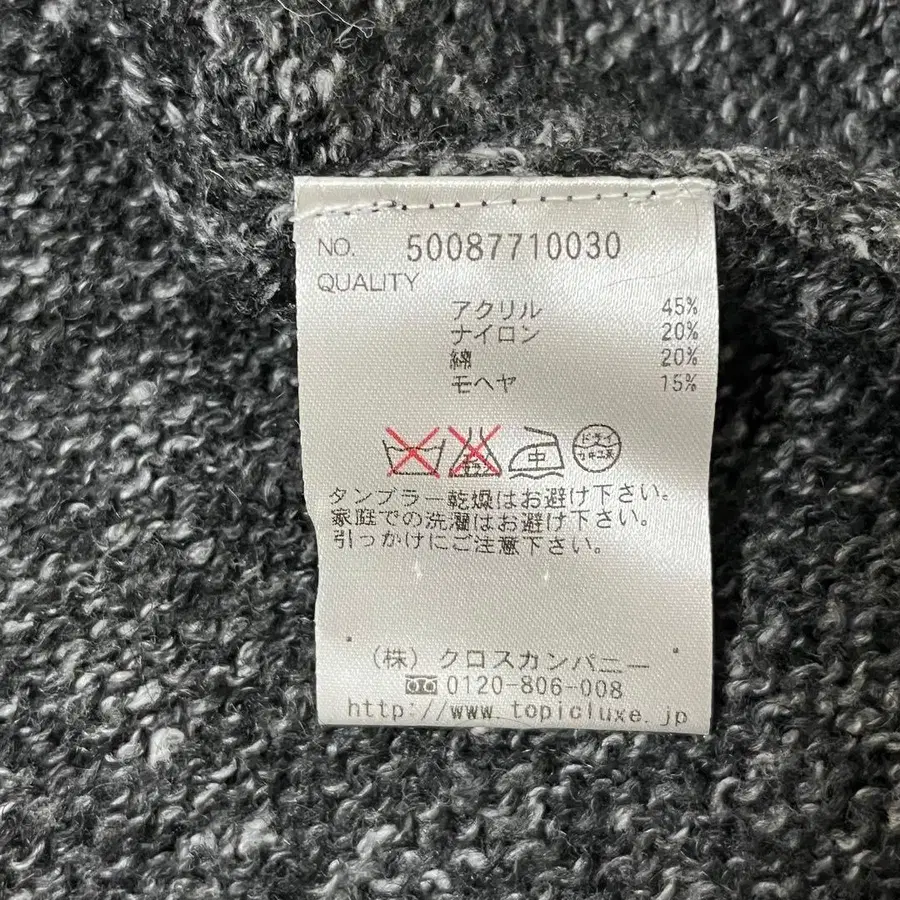 NO. 50087710030
QUALITY
アクリル 45%
ナイロン 20%
綿 20%
モヘヤ 15%
中 ドライ
タンブラー乾燥はお避け下さい。
家庭での洗濯はお避け下さい。
引っかけにご注意下さい。
(株)クロスカンパニー
0120-806-008
http://www.topicluxe.jp